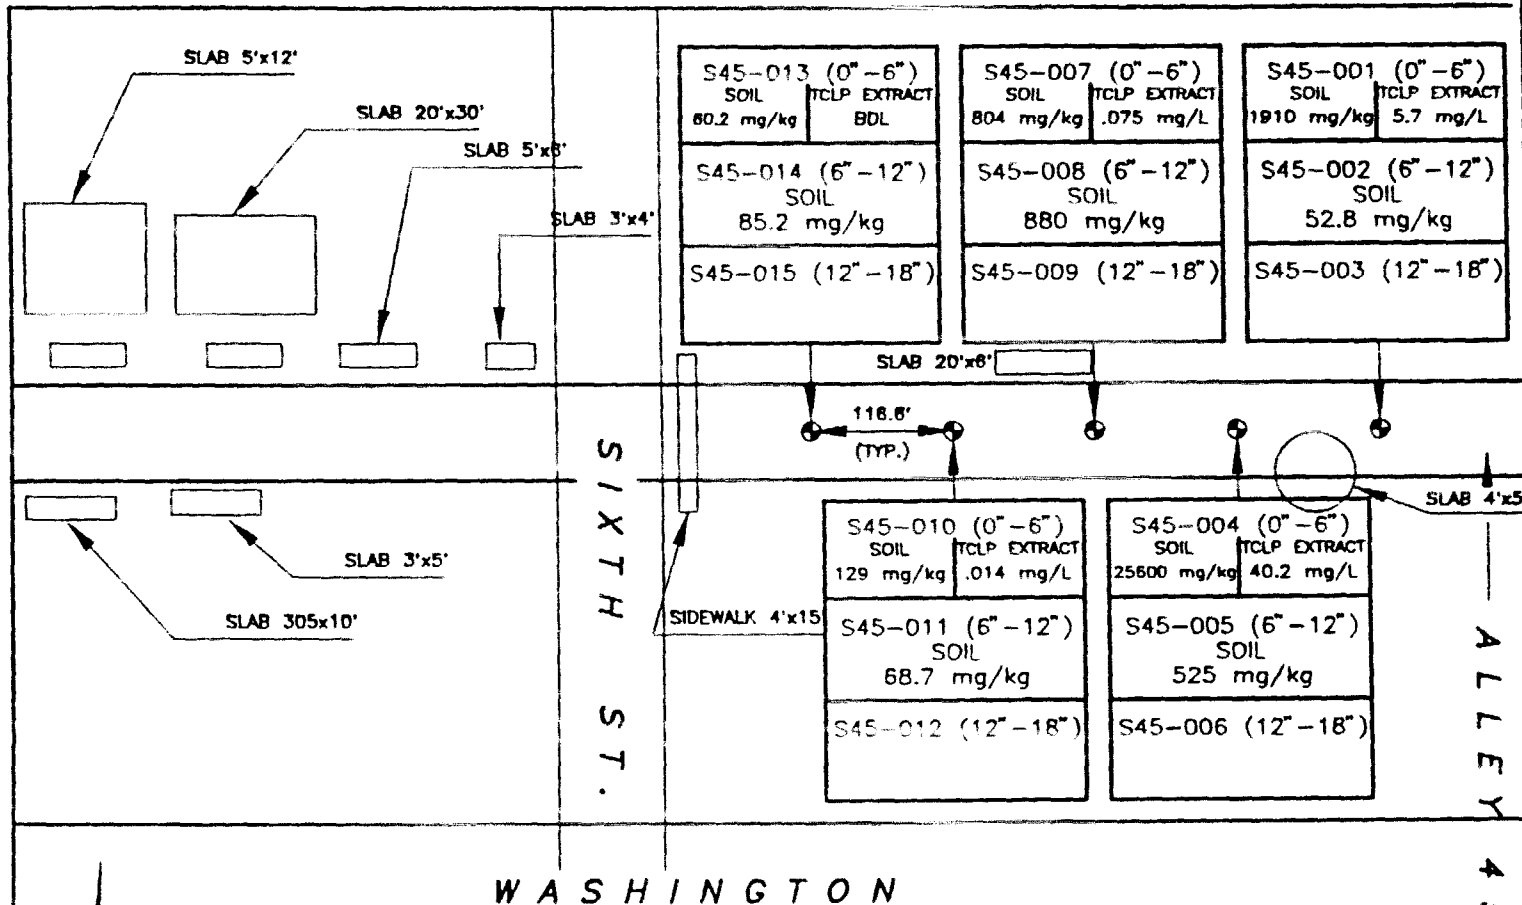 SLAB 5'x12'
SLAB 20'x30'
SLAB 5'x8'
SLAB 3'x4'
S45-013 (0"-6")
SOIL
TCLP EXTRACT
60.2 mg/kg
BDL
S45-014 (6"-12")
SOIL
85.2 mg/kg
S45-015 (12"-18")
S45-007 (0"-6")
SOIL
TCLP EXTRACT
804 mg/kg
.075 mg/L
S45-008 (6"-12")
SOIL
880 mg/kg
S45-009 (12"-18")
S45-001 (0"-6")
SOIL
TCLP EXTRACT
1910 mg/kg
5.7 mg/L
S45-002 (6"-12")
SOIL
52.8 mg/kg
S45-003 (12"-18")
SLAB 20'x6'
116.6'
(TYP.)
SLAB 4'x5
S45-010 (0"-6")
SOIL
TCLP EXTRACT
129 mg/kg
.014 mg/L
S45-011 (6"-12")
SOIL
68.7 mg/kg
S45-012 (12"-18")
S45-004 (0"-6")
SOIL
TCLP EXTRACT
25600 mg/kg
40.2 mg/L
S45-005 (6"-12")
SOIL
525 mg/kg
S45-006 (12"-18")
SLAB 3'x5'
SLAB 305x10'
SIDEWALK 4'x15
SIXTH ST.
ALLEY 4
WASHINGTON